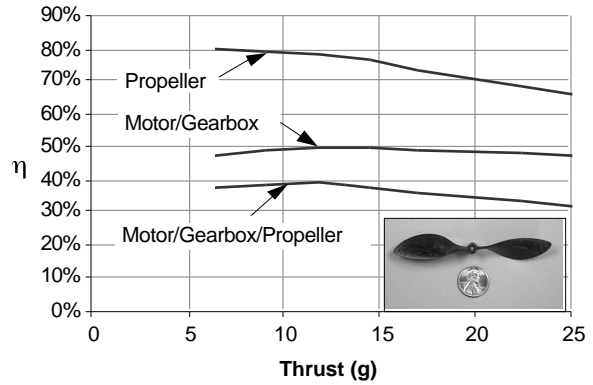 90%
80%
70%
60%
50%
40%
30%
20%
10%
0%
η
Propeller
Motor/Gearbox
Motor/Gearbox/Propeller
0 5 10 15 20 25
Thrust (g)